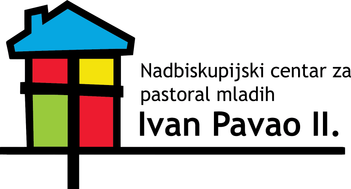 Nadbiskupijski centar za
pastoral mladih
Ivan Pavao II.